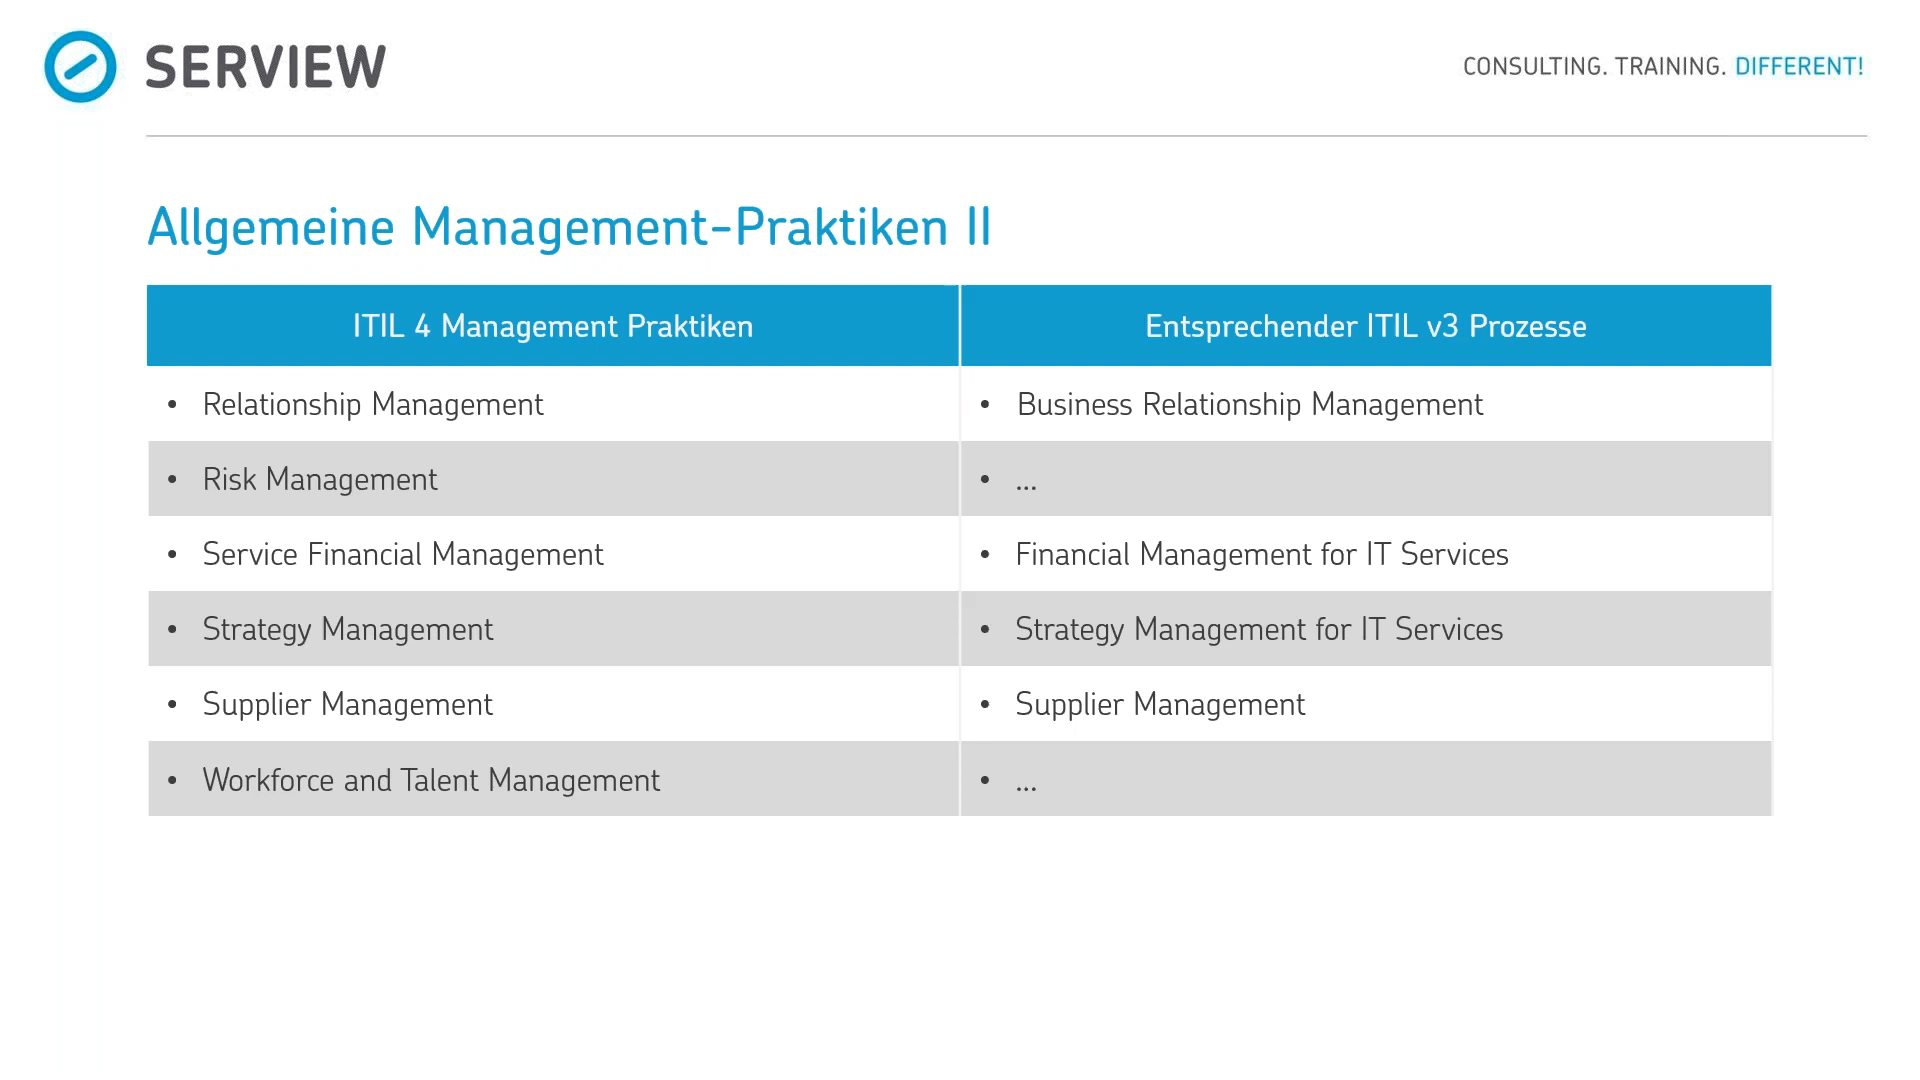 SERVIEW
CONSULTING. TRAINING. DIFFERENT!
Allgemeine Management-Praktiken II
ITIL 4 Management Praktiken
Entsprechender ITIL v3 Prozesse
• Relationship Management
• Business Relationship Management
• Risk Management
• ...
• Service Financial Management
• Financial Management for IT Services
• Strategy Management
• Strategy Management for IT Services
• Supplier Management
• Supplier Management
• Workforce and Talent Management
• ...